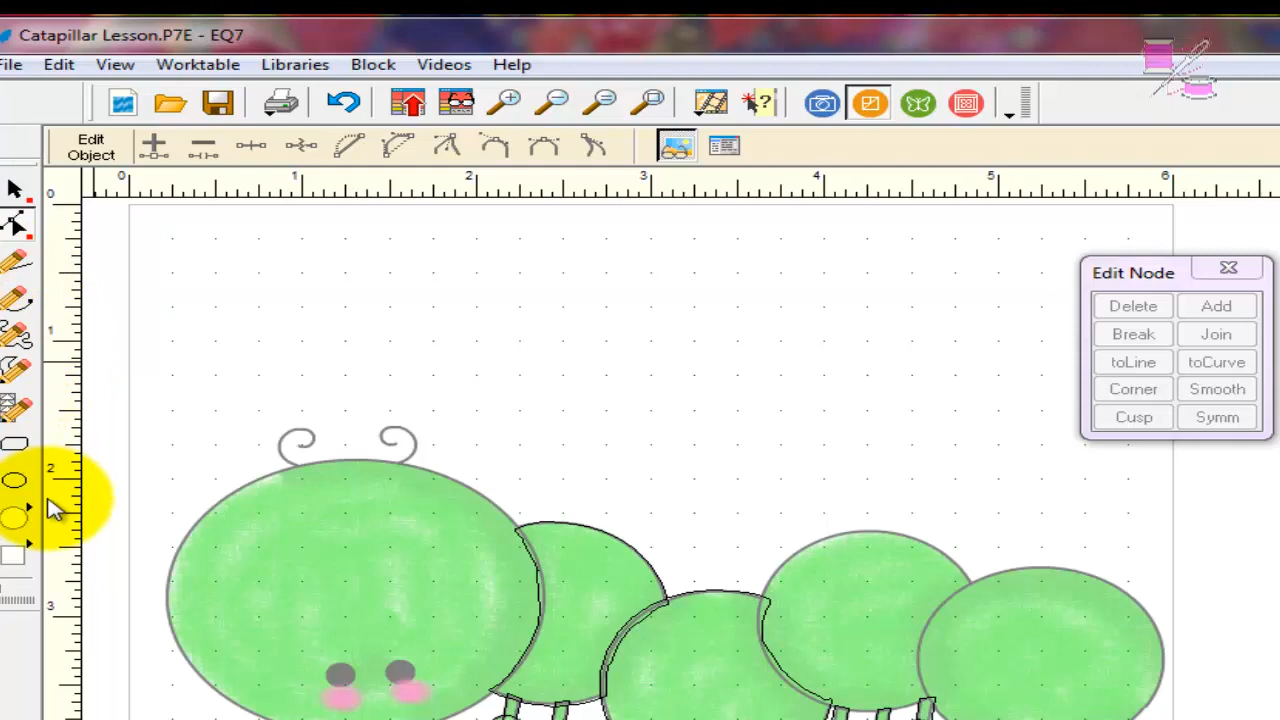 Catapillar Lesson.P7E - EQ7
File Edit View Worktable Libraries Block Videos Help
?
Edit
Object
0 1 2 3 4 5 6
0
1
2
3
Edit Node
Delete Add
Break Join
toLine toCurve
Corner Smooth
Cusp Symm